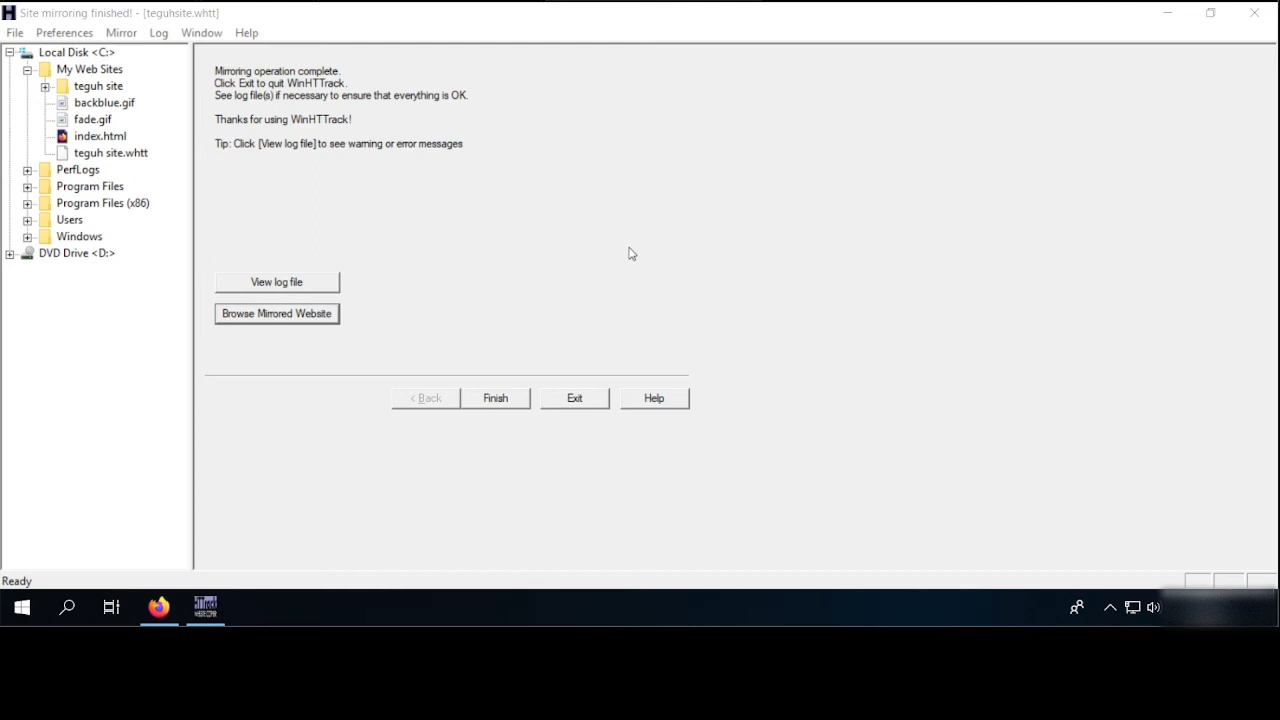 Site mirroring finished! - [teguhsite.whtt]
File Preferences Mirror Log Window Help
Local Disk <C:>
My Web Sites
teguh site
backblue.gif
fade.gif
index.html
teguh site.whtt
PerfLogs
Program Files
Program Files (x86)
Users
Windows
DVD Drive <D:>
Mirroring operation complete.
Click Exit to quit WinHTTrack.
See log file(s) if necessary to ensure that everything is OK.
Thanks for using WinHTTrack!
Tip: Click [View log file] to see warning or error messages
View log file
Browse Mirrored Website
< Back Finish Exit Help
Ready